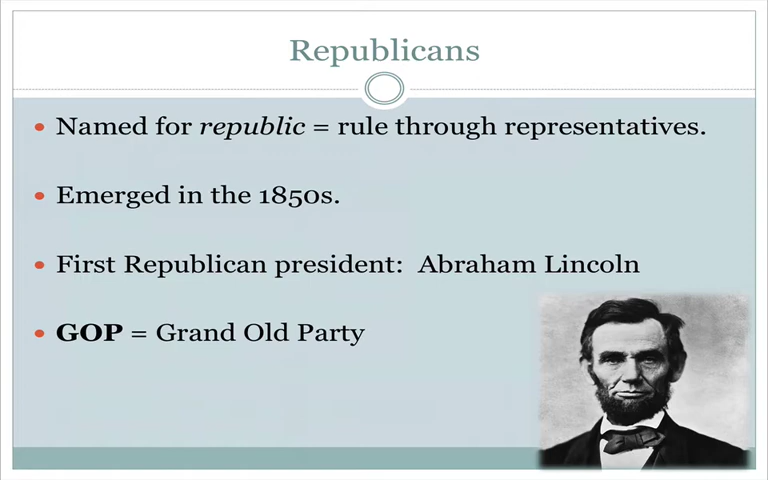 Republicans
Named for republic = rule through representatives.
Emerged in the 1850s.
First Republican president: Abraham Lincoln
GOP = Grand Old Party